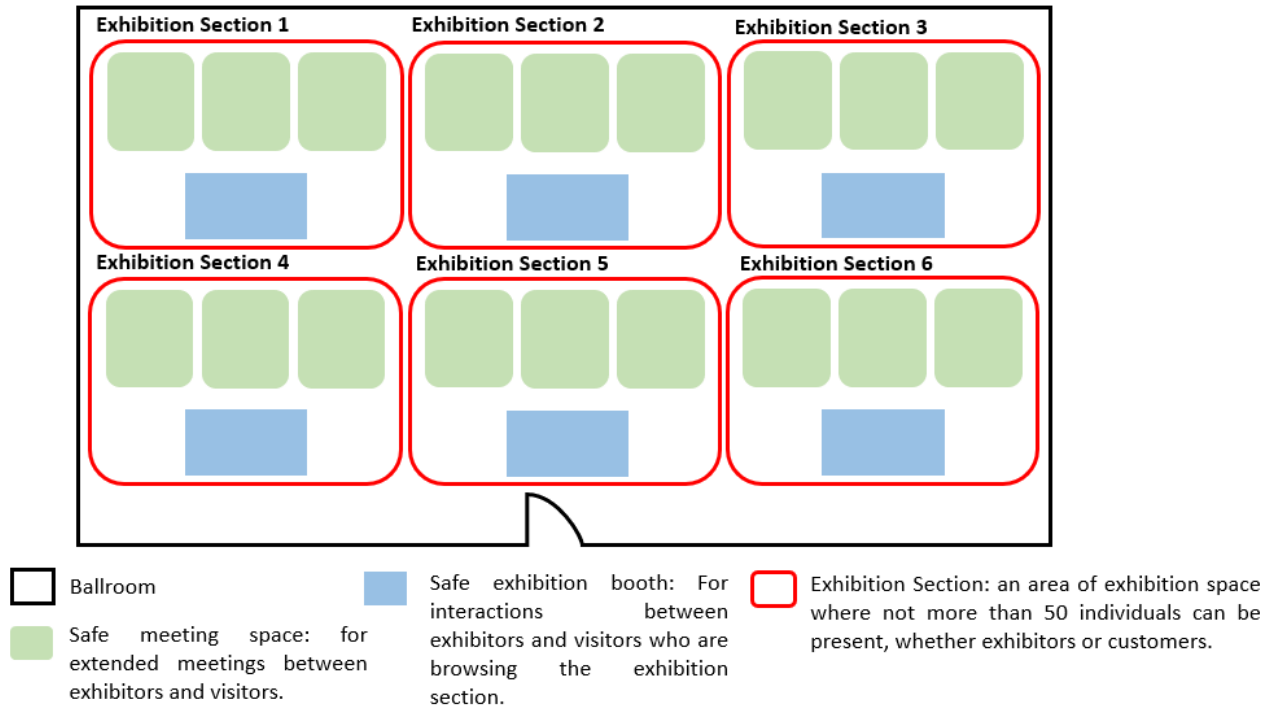 Exhibition Section 1
Exhibition Section 2
Exhibition Section 3
Exhibition Section 4
Exhibition Section 5
Exhibition Section 6
Ballroom
Safe meeting space: for
extended meetings between
exhibitors and visitors.
Safe exhibition booth: For
interactions between
exhibitors and visitors who are
browsing the exhibition
section.
Exhibition Section: an area of exhibition space
where not more than 50 individuals can be
present, whether exhibitors or customers.